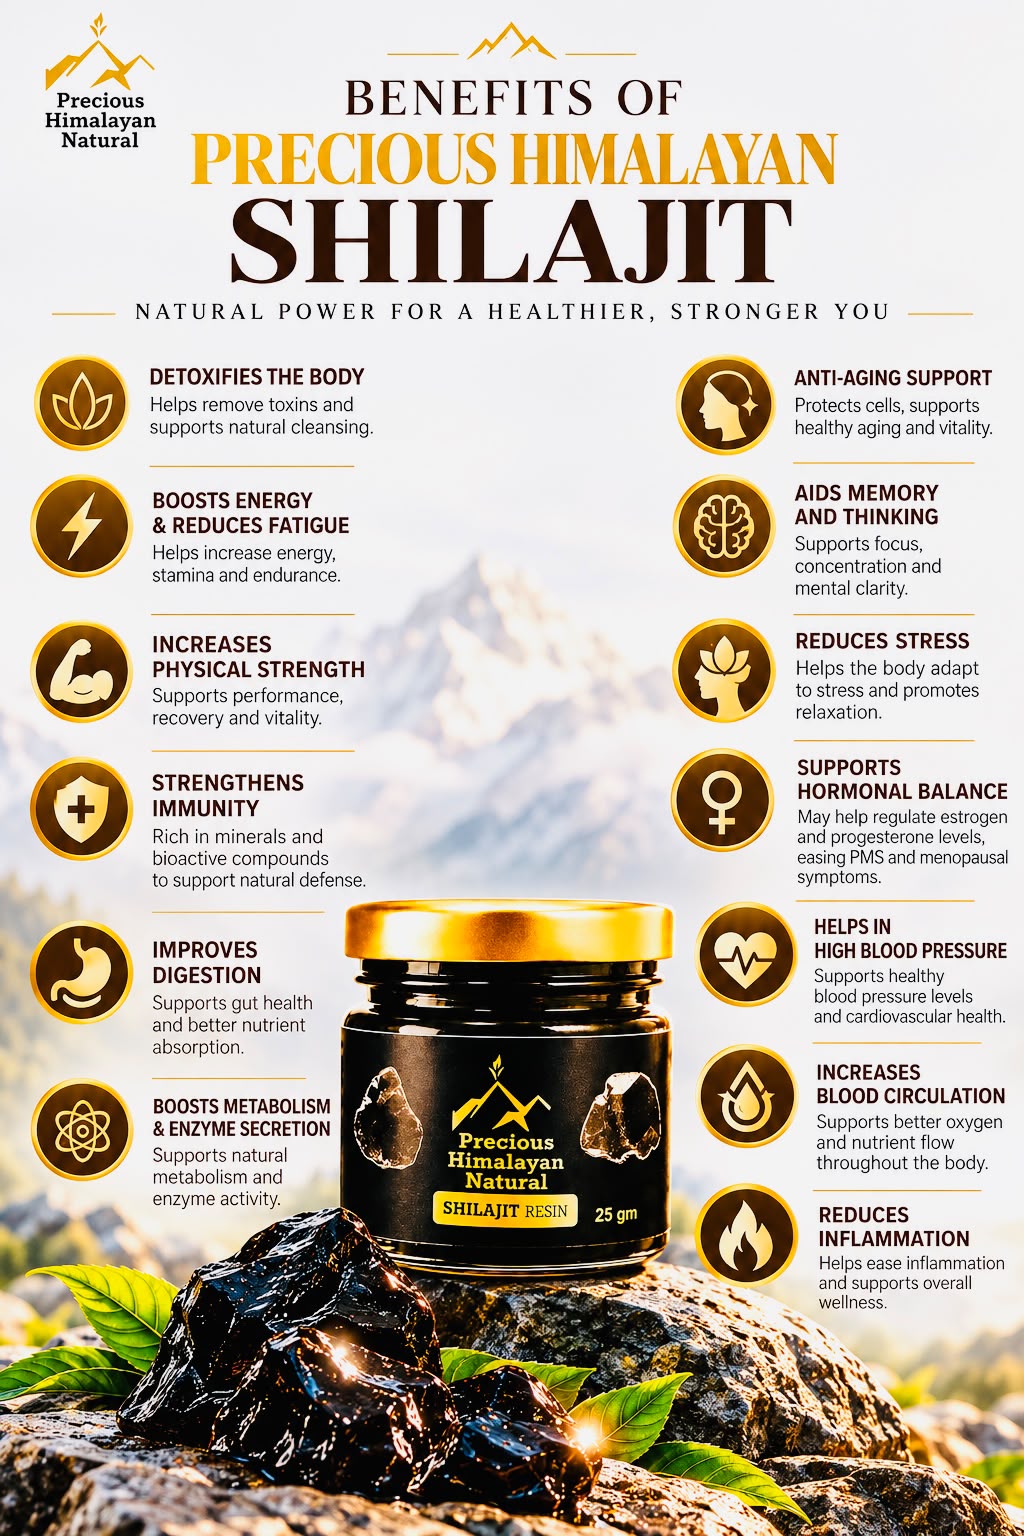 Precious
Himalayan
Natural
BENEFITS OF
PRECIOUS HIMALAYAN
SHILAJIT
NATURAL POWER FOR A HEALTHIER, STRONGER YOU
DETOXIFIES THE BODY
Helps remove toxins and
supports natural cleansing.
BOOSTS ENERGY
& REDUCES FATIGUE
Helps increase energy,
stamina and endurance.
INCREASES
PHYSICAL STRENGTH
Supports performance,
recovery and vitality.
STRENGTHENS
IMMUNITY
Rich in minerals and
bioactive compounds
to support natural defense.
IMPROVES
DIGESTION
Supports gut health
and better nutrient
absorption.
BOOSTS METABOLISM
& ENZYME SECRETION
Supports natural
metabolism and
enzyme activity.
ANTI-AGING SUPPORT
Protects cells, supports
healthy aging and vitality.
AIDS MEMORY
AND THINKING
Supports focus,
concentration and
mental clarity.
REDUCES STRESS
Helps the body adapt
to stress and promotes
relaxation.
SUPPORTS
HORMONAL BALANCE
May help regulate estrogen
and progesterone levels,
easing PMS and menopausal
symptoms.
HELPS IN
HIGH BLOOD PRESSURE
Supports healthy
blood pressure levels
and cardiovascular health.
INCREASES
BLOOD CIRCULATION
Supports better oxygen
and nutrient flow
throughout the body.
REDUCES
INFLAMMATION
Helps ease inflammation
and supports overall
wellness.
Precious
Himalayan
Natural
SHILAJIT RESIN
25 gm